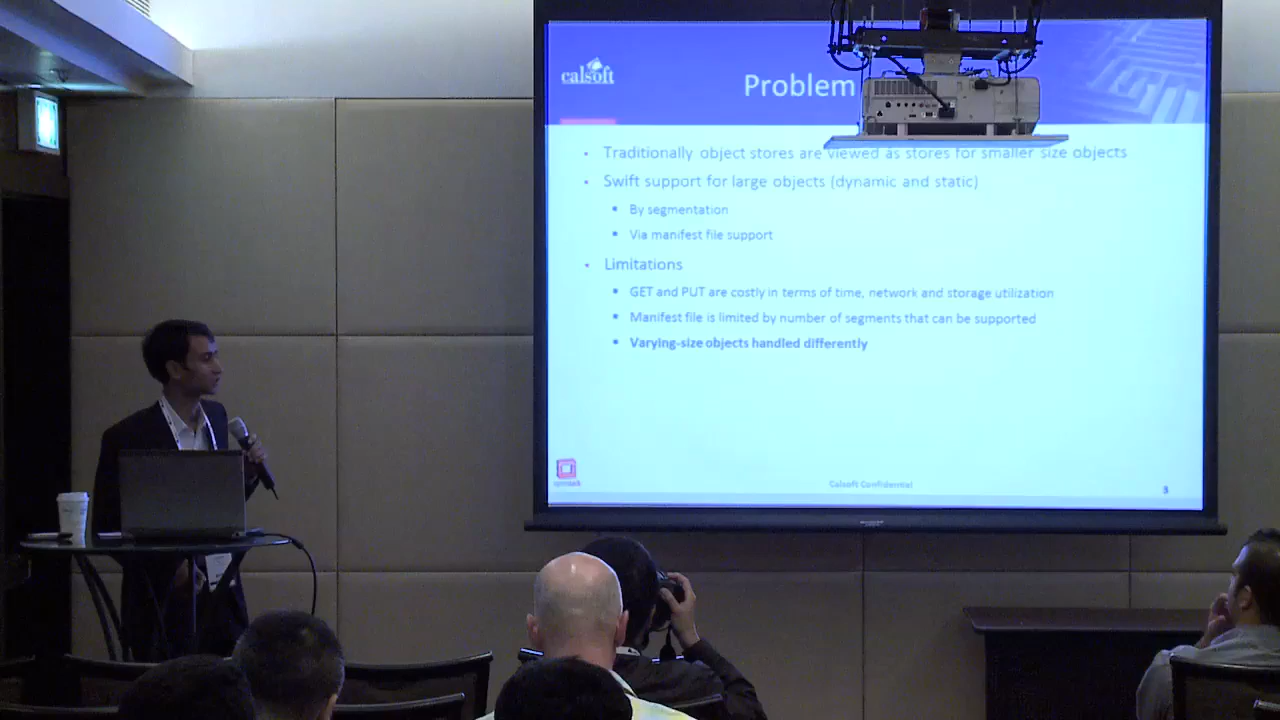 calsoft
Problem
Traditionally object stores are viewed as stores for smaller size objects
Swift support for large objects (dynamic and static)
By segmentation
Via manifest file support
Limitations
GET and PUT are costly in terms of time, network and storage utilization
Manifest file is limited by number of segments that can be supported
Varying-size objects handled differently
openstack
Calsoft Confidential
3